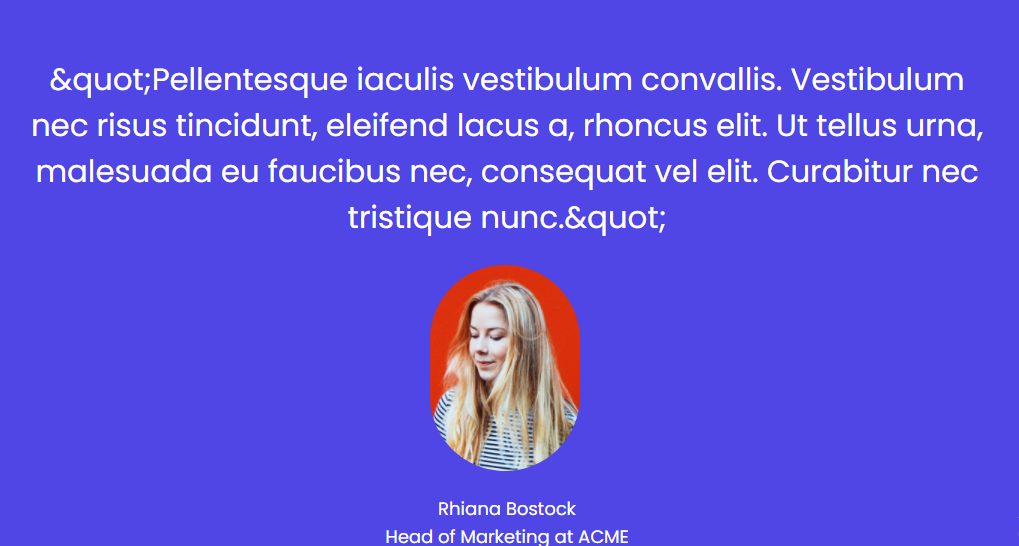 &quot;Pellentesque iaculis vestibulum convallis. Vestibulum
nec risus tincidunt, eleifend lacus a, rhoncus elit. Ut tellus urna,
malesuada eu faucibus nec, consequat vel elit. Curabitur nec
tristique nunc.&quot;
Rhiana Bostock
Head of Marketing at ACME